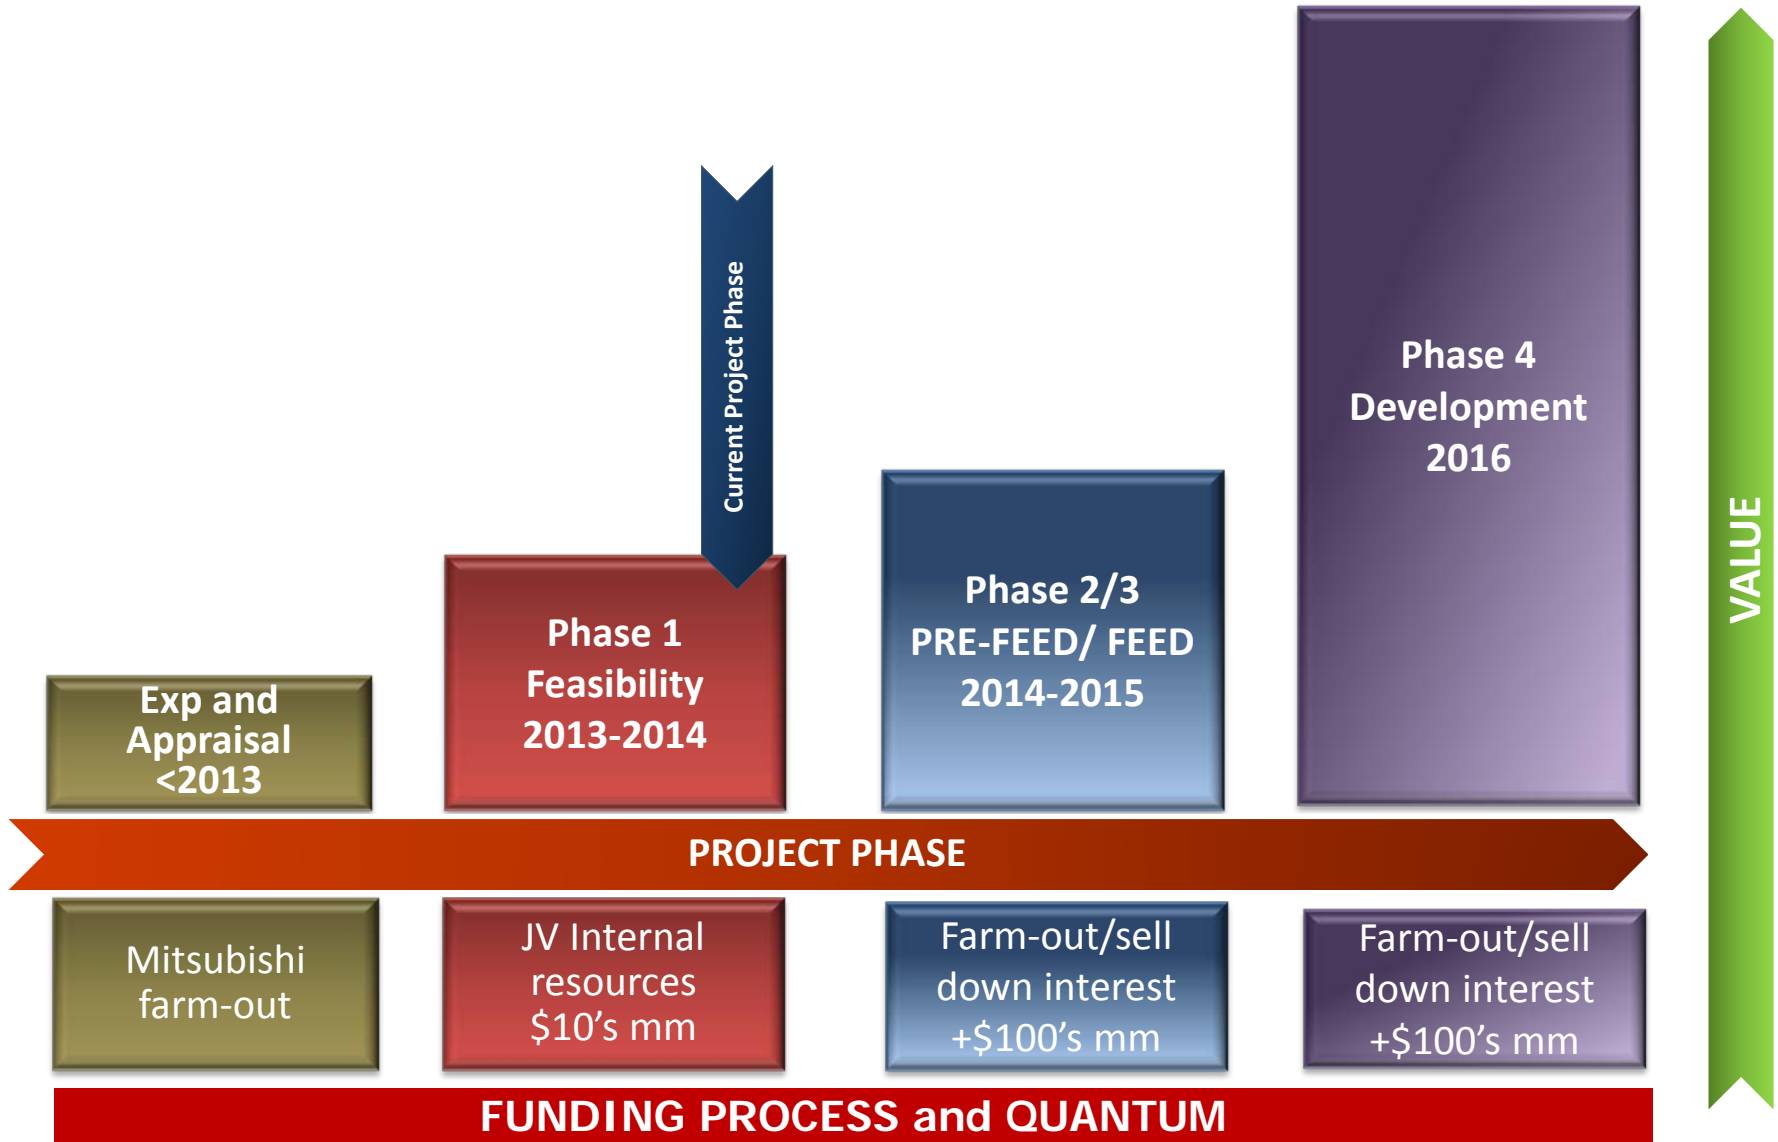 Current Project Phase
Exp and
Appraisal
<2013
Phase 1
Feasibility
2013-2014
Phase 2/3
PRE-FEED/ FEED
2014-2015
Phase 4
Development
2016
VALUE
PROJECT PHASE
Mitsubishi
farm-out
JV Internal
resources
$10’s mm
Farm-out/sell
down interest
+$100’s mm
Farm-out/sell
down interest
+$100’s mm
FUNDING PROCESS and QUANTUM